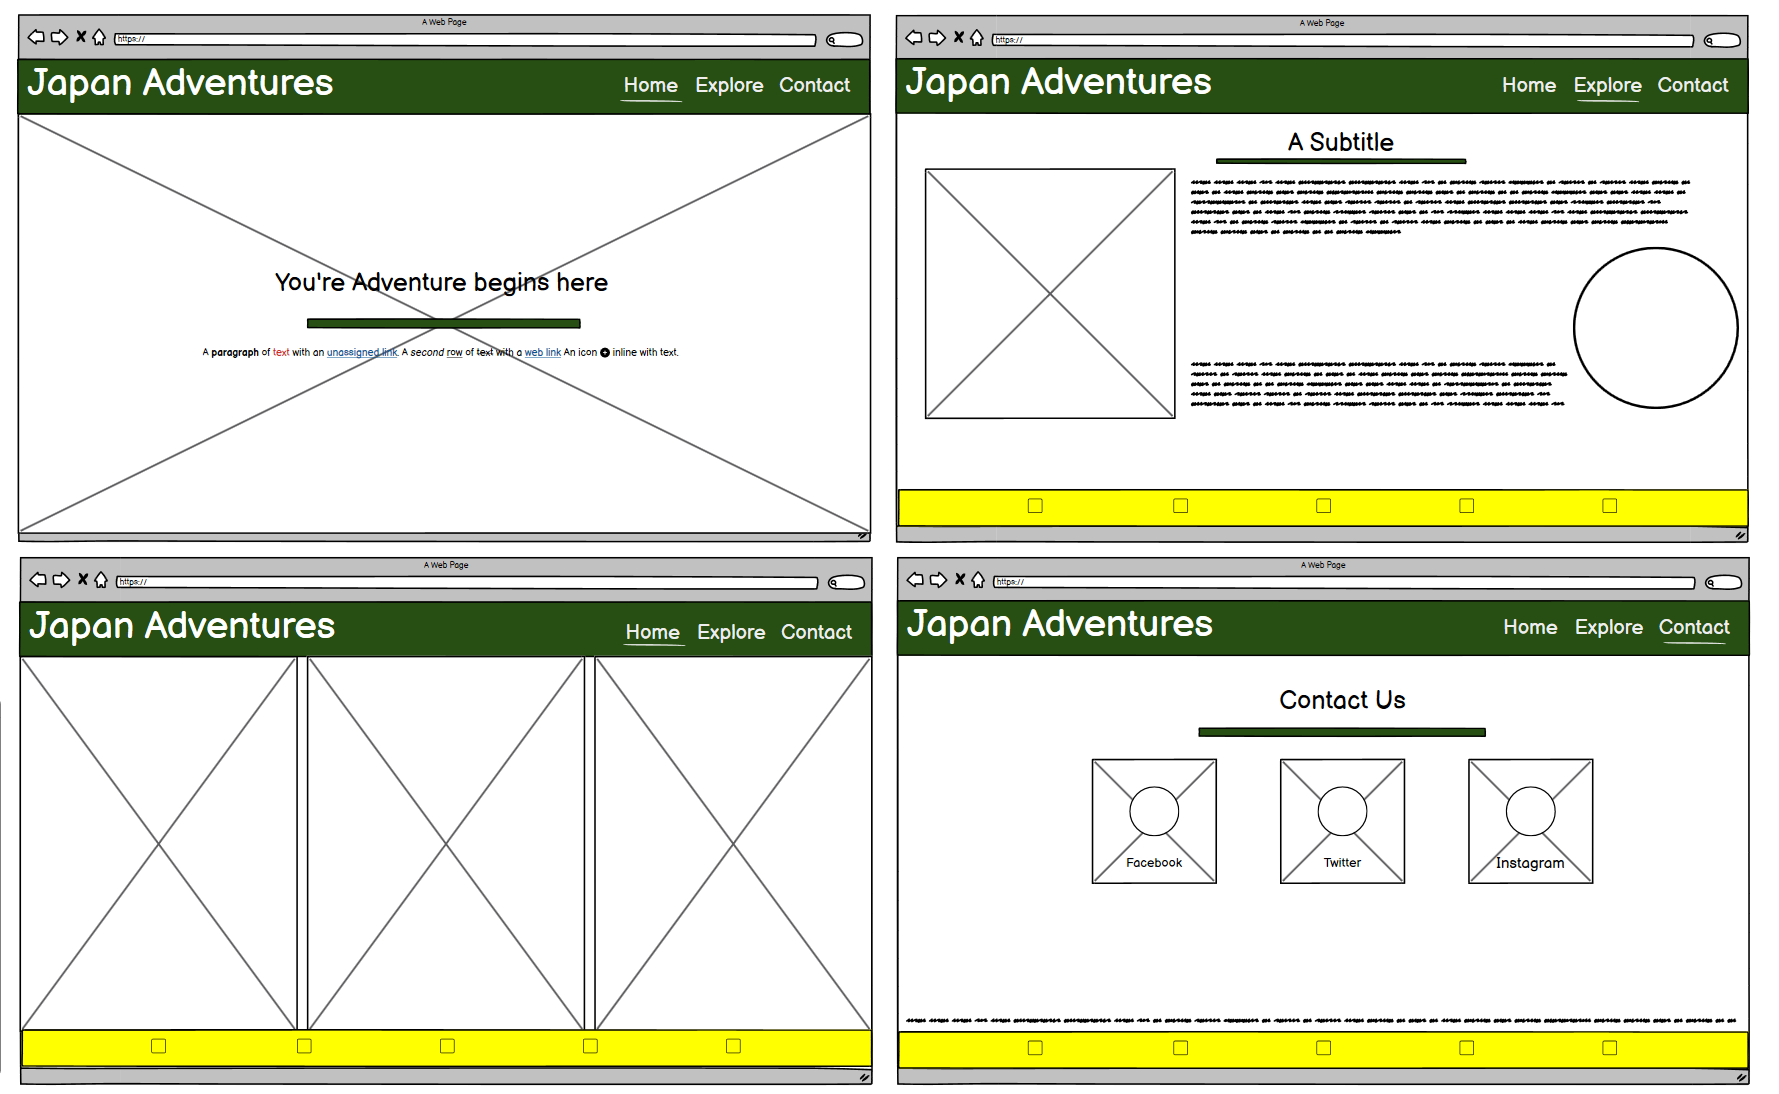 A Web Page
https://
Japan Adventures
Home Explore Contact
You're Adventure begins here
A paragraph of text with an unassigned link. A second row of text with a web link An icon inline with text.
A Web Page
https://
Japan Adventures
Home Explore Contact
A Subtitle
A Web Page
https://
Japan Adventures
Home Explore Contact
A Web Page
https://
Japan Adventures
Home Explore Contact
Contact Us
Facebook Twitter Instagram